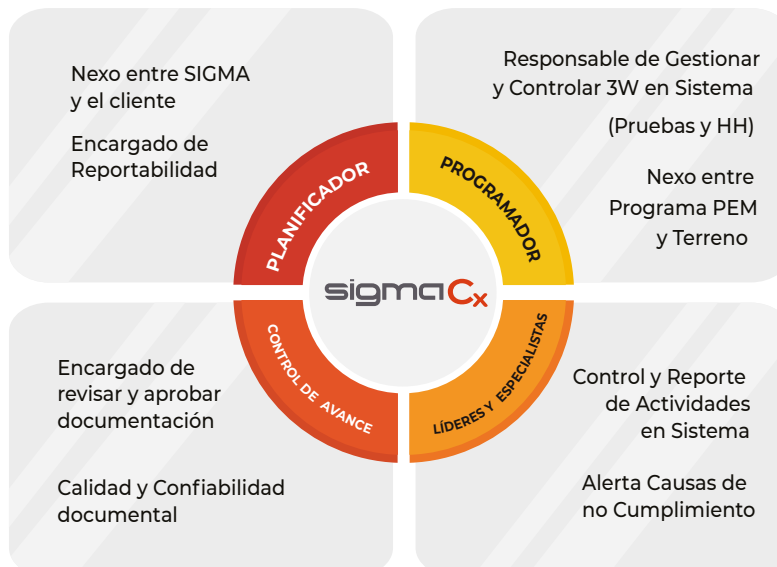 Nexo entre SIGMA
y el cliente
Encargado de
Reportabilidad
Responsable de Gestionar
y Controlar 3W en Sistema
(Pruebas y HH)
Nexo entre
Programa PEM
y Terreno
PLANIFICADOR
PROGRAMADOR
sigma Cx
CONTROL DE AVANCE
LÍDERES Y ESPECIALISTAS
Encargado de
revisar y aprobar
documentación
Calidad y Confiabilidad
documental
Control y Reporte
de Actividades
en Sistema
Alerta Causas de
no Cumplimiento